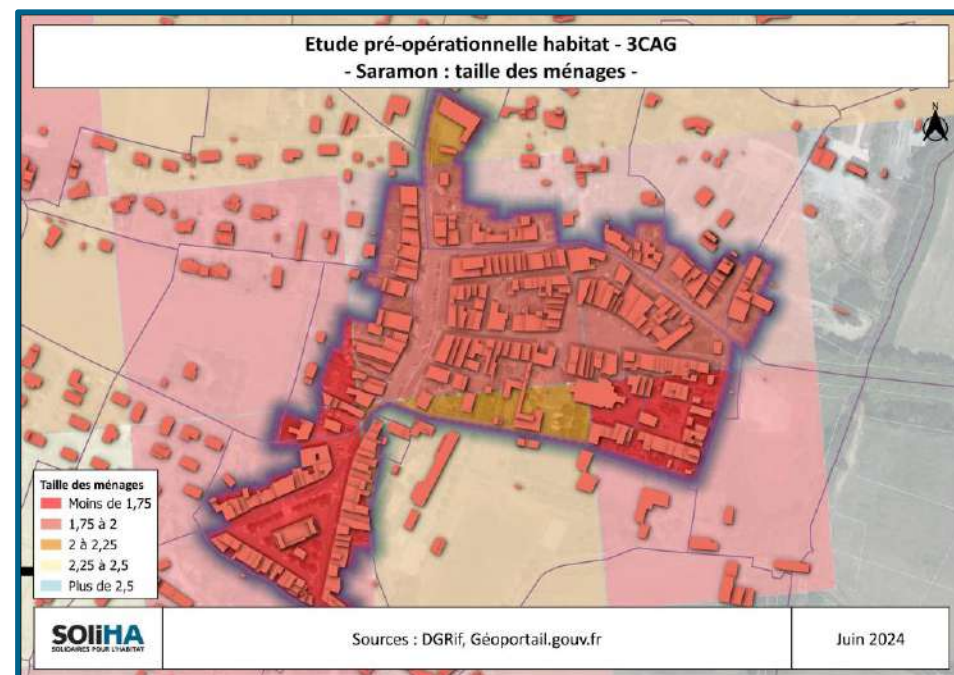 Etude pré-opérationnelle habitat - 3CAG
- Saramon : taille des ménages -
N
Taille des ménages
Moins de 1,75
1,75 à 2
2 à 2,25
2,25 à 2,5
Plus de 2,5
SOliHA
SOLIDAIRES POUR L'HABITAT
Sources : DGRif, Géoportail.gouv.fr
Juin 2024